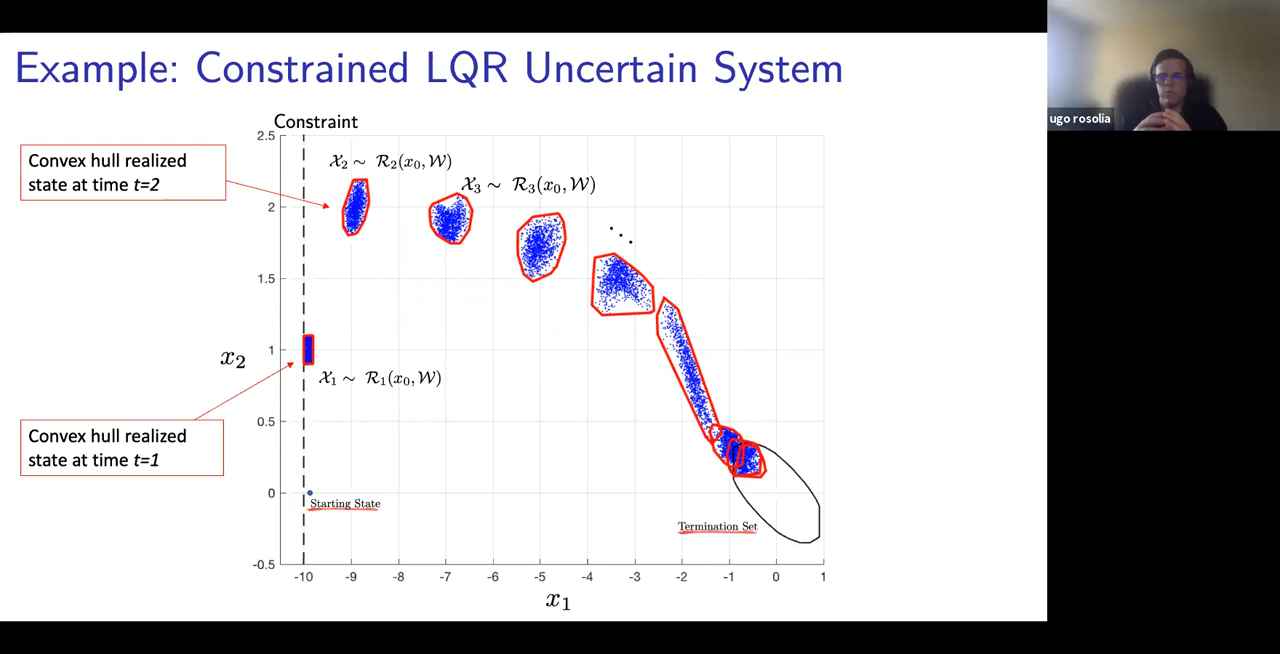 Example: Constrained LQR Uncertain System
ugo rosolia
Constraint
Convex hull realized
state at time t=2
𝒳₂ ~ ℛ₂(x₀, 𝒲)
𝒳₃ ~ ℛ₃(x₀, 𝒲)
. . .
2.5
2
1.5
1
0.5
0
-0.5
x₂
𝒳₁ ~ ℛ₁(x₀, 𝒲)
Convex hull realized
state at time t=1
Starting State
Termination Set
-10 -9 -8 -7 -6 -5 -4 -3 -2 -1 0 1
x₁